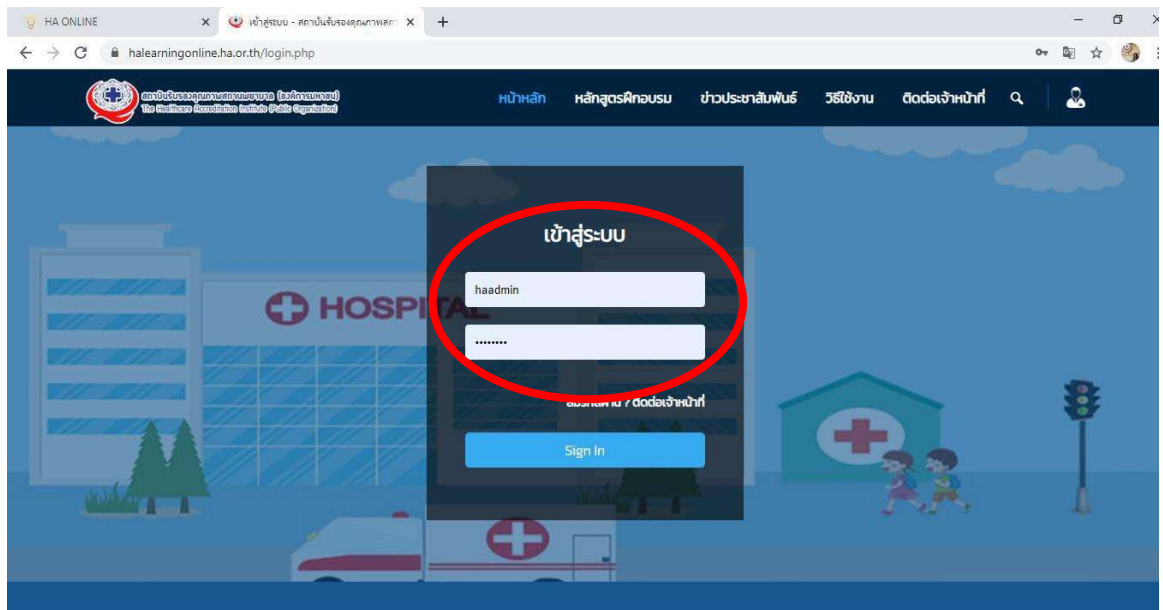 HA ONLINE
เข้าสู่ระบบ - สถาบันรับรองคุณภาพสถ
halearningonline.ha.or.th/login.php
สถาบันรับรองคุณภาพสถานพยาบาล (องค์การมหาชน)
The Healthcare Accreditation Institute (Public Organization)
หน้าหลัก หลักสูตรฝึกอบรม ข่าวประชาสัมพันธ์ วิธีใช้งาน ติดต่อเจ้าหน้าที่
เข้าสู่ระบบ
haadmin
HOSPITAL
••••••••
ลืมรหัสผ่าน ? ติดต่อเจ้าหน้าที่
Sign In